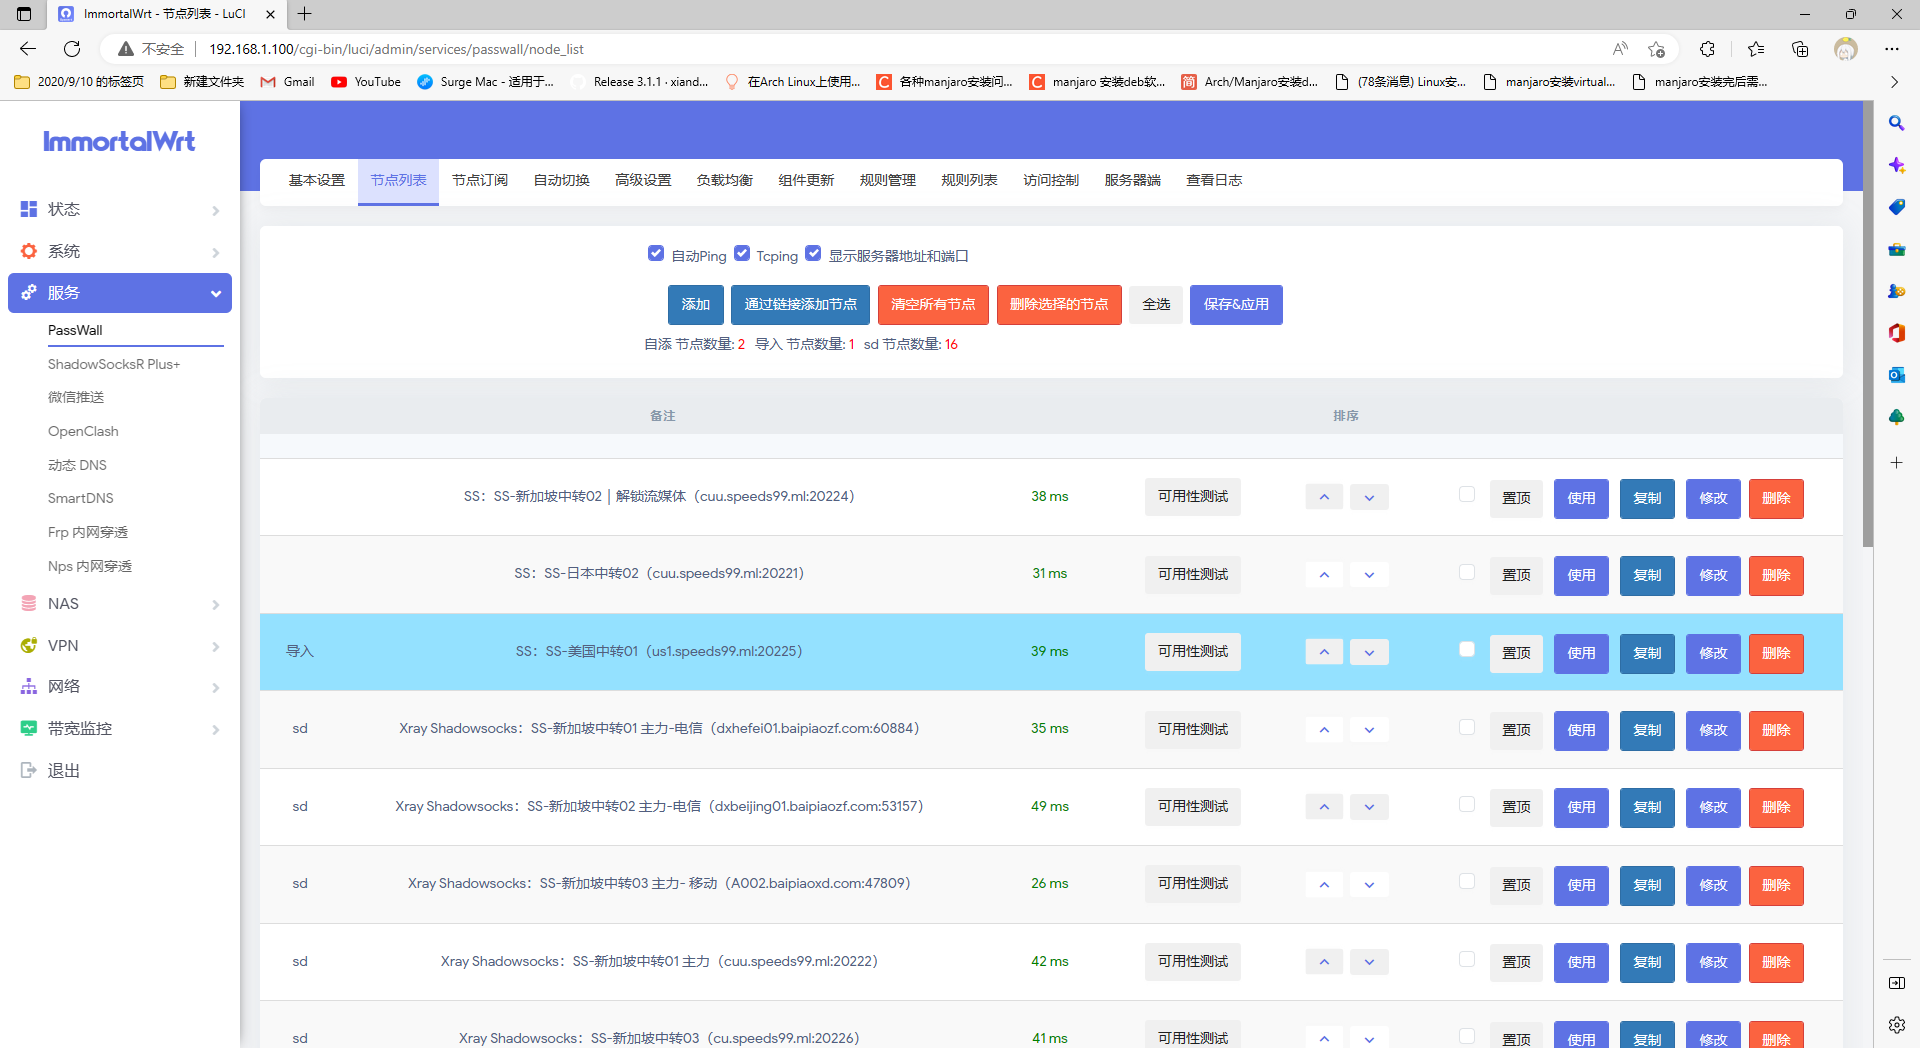 ImmortalWrt - 节点列表 - LuCI
不安全 192.168.1.100/cgi-bin/luci/admin/services/passwall/node_list
2020/9/10 的标签页 新建文件夹 Gmail YouTube Surge Mac - 适用于... Release 3.1.1 · xiand... 在Arch Linux上使用... 各种manjaro安装问... manjaro 安装deb软... Arch/Manjaro安装d... (78条消息) Linux安... manjaro安装virtual... manjaro安装完后需...
ImmortalWrt
状态
系统
服务
PassWall
ShadowSocksR Plus+
微信推送
OpenClash
动态 DNS
SmartDNS
Frp 内网穿透
Nps 内网穿透
NAS
VPN
网络
带宽监控
退出
基本设置 节点列表 节点订阅 自动切换 高级设置 负载均衡 组件更新 规则管理 规则列表 访问控制 服务器端 查看日志
自动Ping Tcping 显示服务器地址和端口
添加 通过链接添加节点 清空所有节点 删除选择的节点 全选 保存&应用
自添 节点数量: 2 导入 节点数量: 1 sd 节点数量: 16
备注 排序
SS：SS-新加坡中转02｜解锁流媒体（cuu.speeds99.ml:20224） 38 ms 可用性测试 置顶 使用 复制 修改 删除
SS：SS-日本中转02（cuu.speeds99.ml:20221） 31 ms 可用性测试 置顶 使用 复制 修改 删除
导入 SS：SS-美国中转01（us1.speeds99.ml:20225） 39 ms 可用性测试 置顶 使用 复制 修改 删除
sd Xray Shadowsocks：SS-新加坡中转01 主力-电信（dxhefei01.baipiaozf.com:60884） 35 ms 可用性测试 置顶 使用 复制 修改 删除
sd Xray Shadowsocks：SS-新加坡中转02 主力-电信（dxbeijing01.baipiaozf.com:53157） 49 ms 可用性测试 置顶 使用 复制 修改 删除
sd Xray Shadowsocks：SS-新加坡中转03 主力- 移动（A002.baipiaoxd.com:47809） 26 ms 可用性测试 置顶 使用 复制 修改 删除
sd Xray Shadowsocks：SS-新加坡中转01 主力（cuu.speeds99.ml:20222） 42 ms 可用性测试 置顶 使用 复制 修改 删除
sd Xray Shadowsocks：SS-新加坡中转03（cu.speeds99.ml:20226） 41 ms 可用性测试 置顶 使用 复制 修改 删除